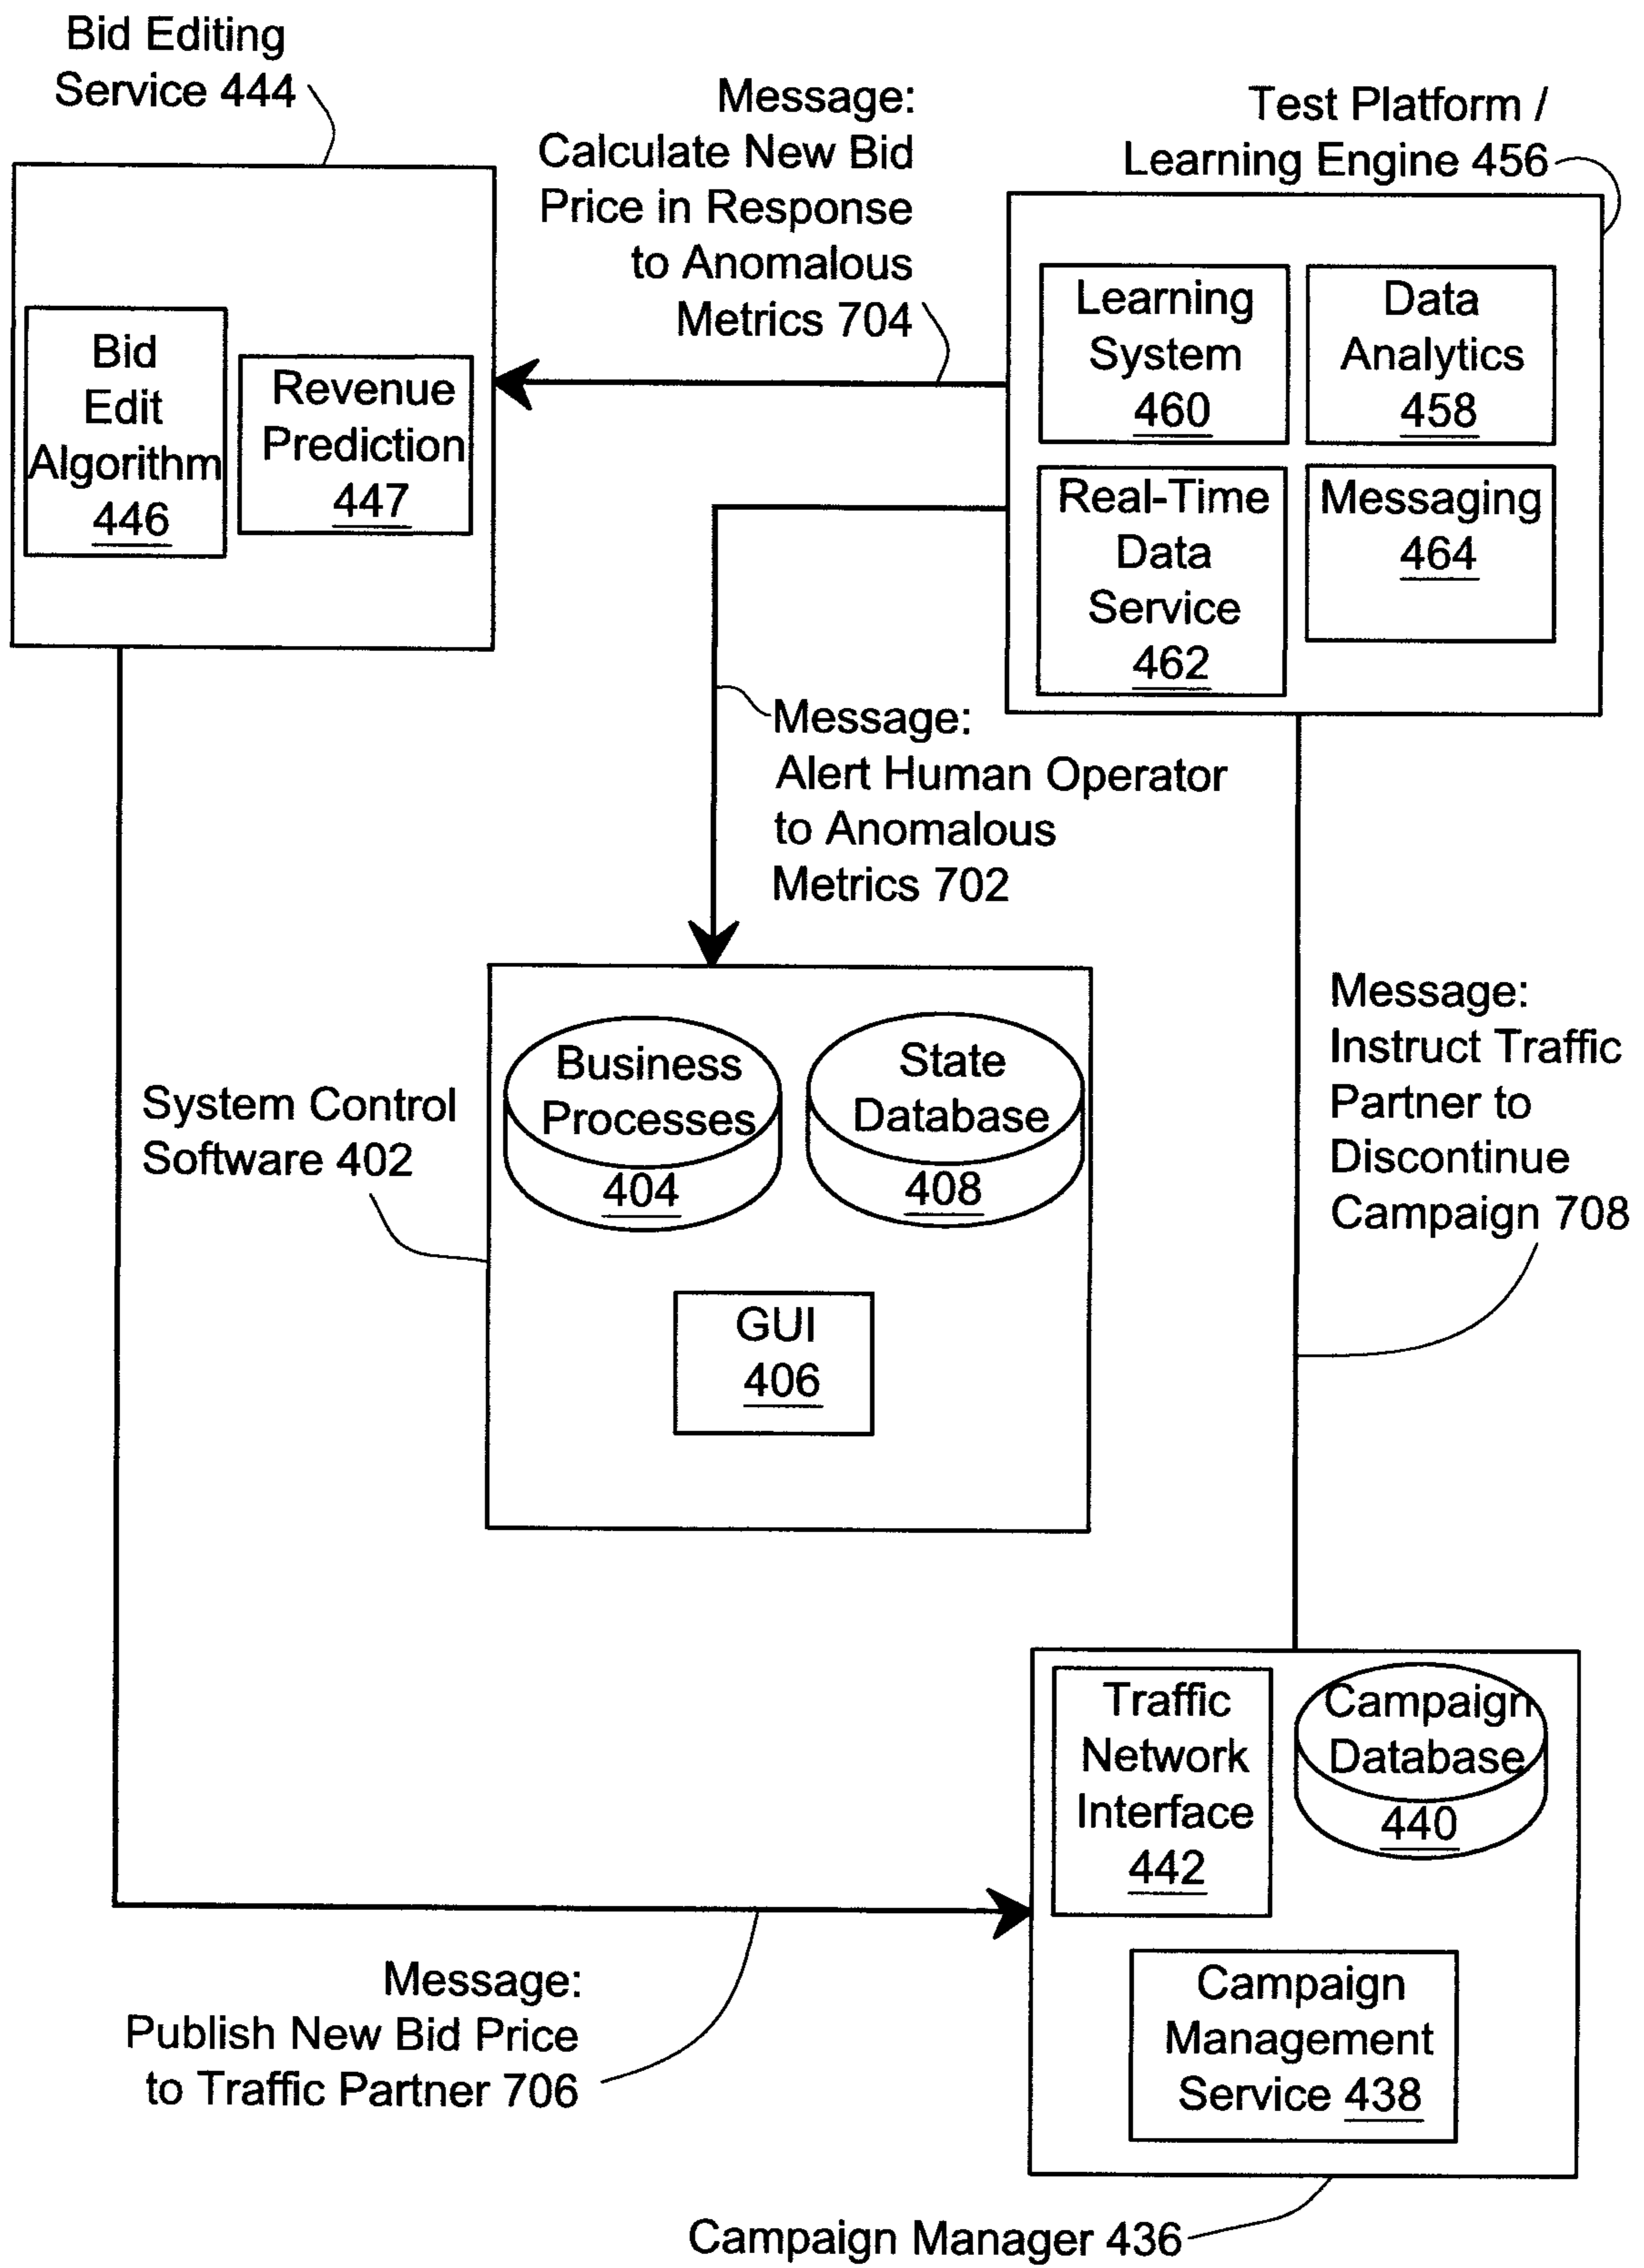 Bid Editing
Service 444
Message:
Calculate New Bid
Price in Response
to Anomalous
Metrics 704
Test Platform /
Learning Engine 456
Bid
Edit
Algorithm
446
Revenue
Prediction
447
Learning
System
460
Data
Analytics
458
Real-Time
Data
Service
462
Messaging
464
Message:
Alert Human Operator
to Anomalous
Metrics 702
System Control
Software 402
Business
Processes
404
State
Database
408
GUI
406
Message:
Instruct Traffic
Partner to
Discontinue
Campaign 708
Traffic
Network
Interface
442
Campaign
Database
440
Campaign
Management
Service 438
Message:
Publish New Bid Price
to Traffic Partner 706
Campaign Manager 436